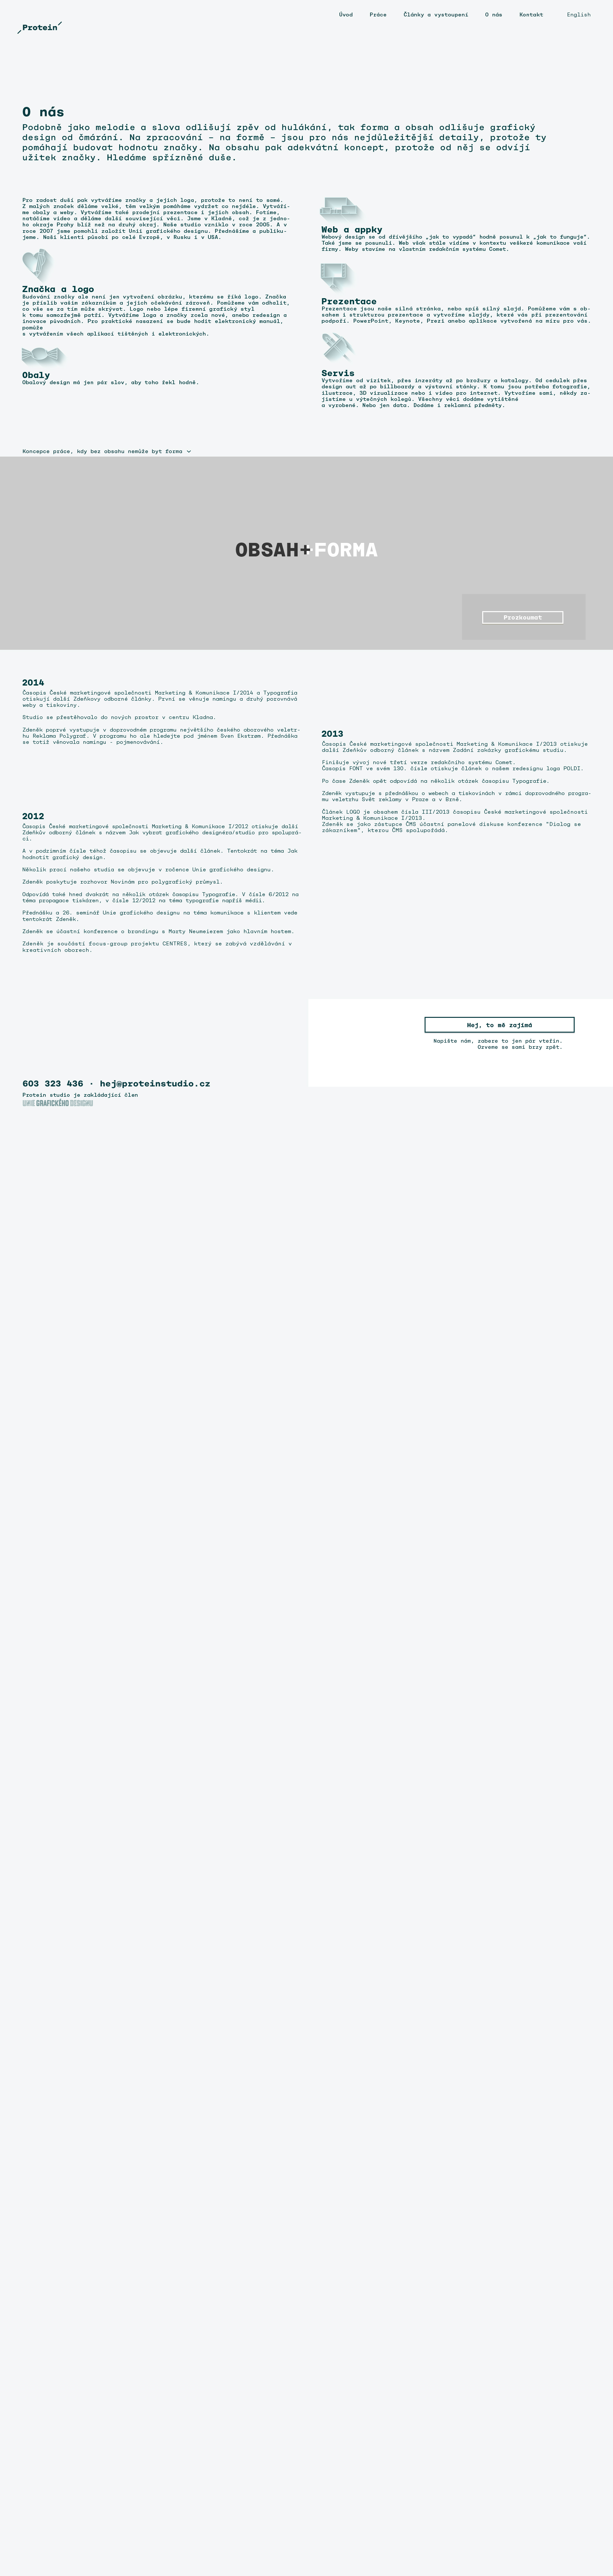 Úvod
Práce
Články a vystoupení
O nás
Kontakt
English
Protein
O nás
Podobně jako melodie a slova odlišují zpěv od hulákání, tak forma a obsah odlišuje grafický
design od čmárání. Na zpracování – na formě – jsou pro nás nejdůležitější detaily, protože ty
pomáhají budovat hodnotu značky. Na obsahu pak adekvátní koncept, protože od něj se odvíjí
užitek značky. Hledáme spřízněné duše.
Pro radost duší pak vytváříme značky a jejich loga, protože to není to samé.
Z malých značek děláme velké, těm velkým pomáháme vydržet co nejdéle. Vytváří-
me obaly a weby. Vytváříme také prodejní prezentace i jejich obsah. Fotíme,
natáčíme video a děláme další související věci. Jsme v Kladně, což je z jedno-
ho okraje Prahy blíž než na druhý okraj. Naše studio vzniklo v roce 2005. A v
roce 2007 jsme pomohli založit Unii grafického designu. Přednášíme a publiku-
jeme. Naši klienti působí po celé Evropě, v Rusku i v USA.
Značka a logo
Budování značky ale není jen vytvoření obrázku, kterému se říká logo. Značka
je příslib vašim zákazníkům a jejich očekávání zároveň. Pomůžeme vám odhalit,
co vše se za tím může skrývat. Logo nebo lépe firemní grafický styl
k tomu samozřejmě patří. Vytváříme loga a značky zcela nové, anebo redesign a
inovace původních. Pro praktické nasazení se bude hodit elektronický manuál,
pomůže
s vytvářením všech aplikací tištěných i elektronických.
Obaly
Obalový design má jen pár slov, aby toho řekl hodně.
Web a appky
Webový design se od dřívějšího „jak to vypadá“ hodně posunul k „jak to funguje“.
Také jsme se posunuli. Web však stále vidíme v kontextu veškeré komunikace vaší
firmy. Weby stavíme na vlastním redakčním systému Comet.
Prezentace
Prezentace jsou naše silná stránka, nebo spíš silný slajd. Pomůžeme vám s ob-
sahem i strukturou prezentace a vytvoříme slajdy, které vás při prezentování
podpoří. PowerPoint, Keynote, Prezi anebo aplikace vytvořená na míru pro vás.
Servis
Vytvoříme od vizitek, přes inzeráty až po brožury a katalogy. Od cedulek přes
design aut až po billboardy a výstavní stánky. K tomu jsou potřeba fotografie,
ilustrace, 3D vizualizace nebo i video pro internet. Vytvoříme sami, někdy za-
jistíme u výtečných kolegů. Všechny věci dodáme vytištěné
a vyrobené. Nebo jen data. Dodáme i reklamní předměty.
Koncepce práce, kdy bez obsahu nemůže být forma
OBSAH+FORMA
Prozkoumat
2014
Časopis České marketingové společnosti Marketing & Komunikace I/2014 a Typografia
otiskují další Zdeňkovy odborné články. První se věnuje namingu a druhý porovnává
weby a tiskoviny.
Studio se přestěhovalo do nových prostor v centru Kladna.
Zdeněk poprvé vystupuje v doprovodném programu největšího českého oborového veletr-
hu Reklama Polygraf. V programu ho ale hledejte pod jménem Sven Ekstram. Přednáška
se totiž věnovala namingu - pojmenovávání.
2013
Časopis České marketingové společnosti Marketing & Komunikace I/2013 otiskuje
další Zdeňkův odborný článek s názvem Zadání zakázky grafickému studiu.
Finišuje vývoj nové třetí verze redakčního systému Comet.
Časopis FONT ve svém 130. čísle otiskuje článek o našem redesignu loga POLDI.
Po čase Zdeněk opět odpovídá na několik otázek časopisu Typografie.
Zdeněk vystupuje s přednáškou o webech a tiskovinách v rámci doprovodného progra-
mu veletrhu Svět reklamy v Praze a v Brně.
Článek LOGO je obsahem čísla III/2013 časopisu České marketingové společnosti
Marketing & Komunikace I/2013.
Zdeněk se jako zástupce ČMS účastní panelové diskuse konference "Dialog se
zákazníkem", kterou ČMS spolupořádá.
2012
Časopis České marketingové společnosti Marketing & Komunikace I/2012 otiskuje další
Zdeňkův odborný článek s názvem Jak vybrat grafického designéra/studio pro spoluprá-
ci.
A v podzimním čísle téhož časopisu se objevuje další článek. Tentokrát na téma Jak
hodnotit grafický design.
Několik prací našeho studia se objevuje v ročence Unie grafického designu.
Zdeněk poskytuje rozhovor Novinám pro polygrafický průmysl.
Odpovídá také hned dvakrát na několik otázek časopisu Typografie. V čísle 6/2012 na
téma propagace tiskáren, v čísle 12/2012 na téma typografie napříč médii.
Přednášku a 26. seminář Unie grafického designu na téma komunikace s klientem vede
tentokrát Zdeněk.
Zdeněk se účastní konference o brandingu s Marty Neumeierem jako hlavním hostem.
Zdeněk je součástí Focus-group projektu CENTRES, který se zabývá vzdělávání v
kreativních oborech.
Hej, to mě zajímá
Napište nám, zabere to jen pár vteřin.
Ozveme se sami brzy zpět.
603 323 436 · hej@proteinstudio.cz
Protein studio je zakládající člen
UNIE GRAFICKÉHO DESIGNU